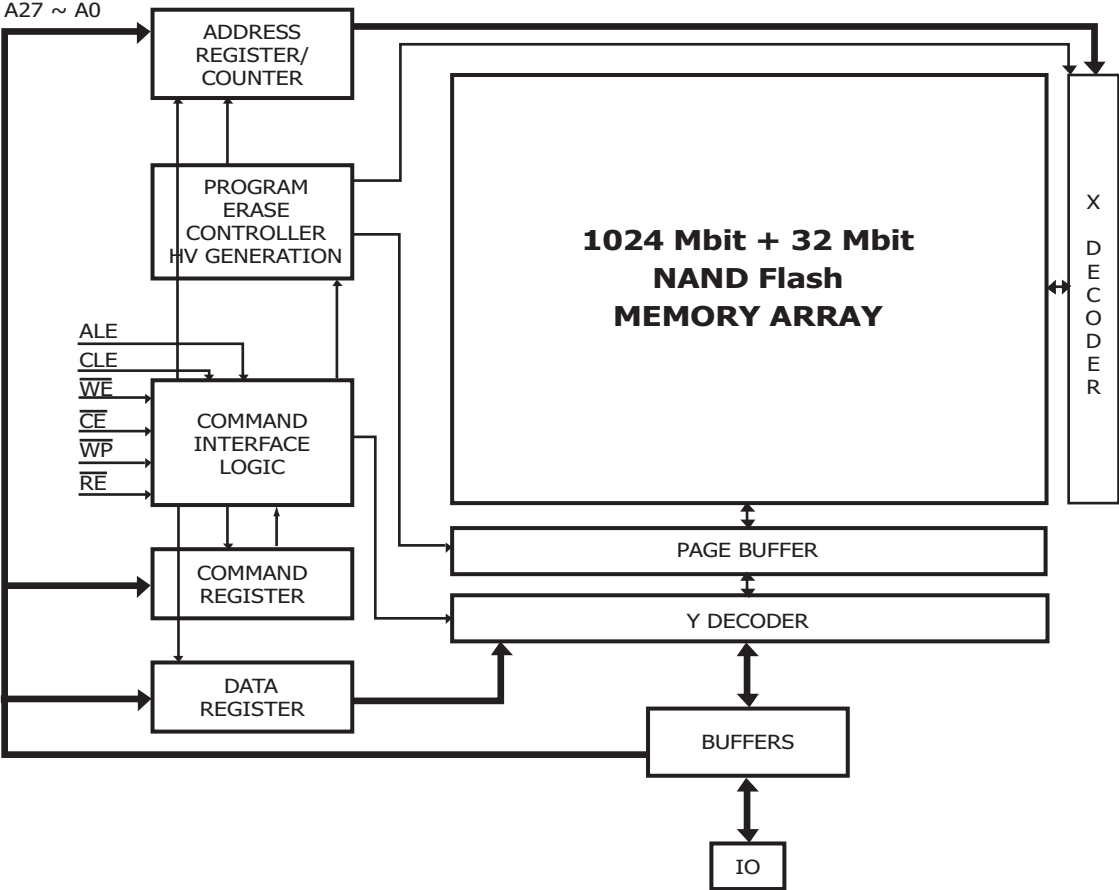 A27 ~ A0
ADDRESS
REGISTER/
COUNTER
PROGRAM
ERASE
CONTROLLER
HV GENERATION
1024 Mbit + 32 Mbit
NAND Flash
MEMORY ARRAY
X
DECODER
ALE
CLE
WE
CE
WP
RE
COMMAND
INTERFACE
LOGIC
PAGE BUFFER
COMMAND
REGISTER
Y DECODER
DATA
REGISTER
BUFFERS
IO